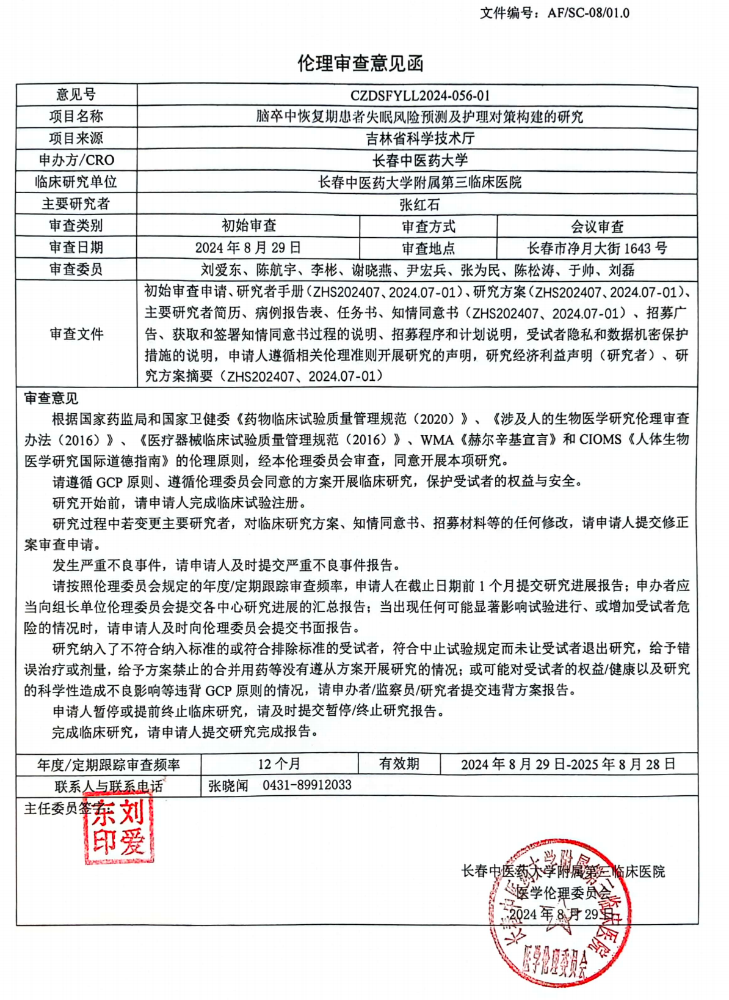 文件编号：AF/SC-08/01.0
伦理审查意见函
意见号 CZDSFYLL2024-056-01
项目名称 脑卒中恢复期患者失眠风险预测及护理对策构建的研究
项目来源 吉林省科学技术厅
申办方/CRO 长春中医药大学
临床研究单位 长春中医药大学附属第三临床医院
主要研究者 张红石
审查类别 初始审查 审查方式 会议审查
审查日期 2024 年 8 月 29 日 审查地点 长春市净月大街 1643 号
审查委员 刘爱东、陈航宇、李彬、谢晓燕、尹宏兵、张为民、陈松涛、于帅、刘磊
审查文件
初始审查申请、研究者手册（ZHS202407、2024.07-01）、研究方案（ZHS202407、2024.07-01）、
主要研究者简历、病例报告表、任务书、知情同意书（ZHS202407、2024.07-01）、招募广
告、获取和签署知情同意书过程的说明、招募程序和计划说明，受试者隐私和数据机密保护
措施的说明，申请人遵循相关伦理准则开展研究的声明，研究经济利益声明（研究者）、研
究方案摘要（ZHS202407、2024.07-01）
审查意见
根据国家药监局和国家卫健委《药物临床试验质量管理规范（2020）》、《涉及人的生物医学研究伦理审查
办法（2016）》、《医疗器械临床试验质量管理规范（2016）》、WMA《赫尔辛基宣言》和 CIOMS《人体生物
医学研究国际道德指南》的伦理原则，经本伦理委员会审查，同意开展本项研究。
请遵循 GCP 原则、遵循伦理委员会同意的方案开展临床研究，保护受试者的权益与安全。
研究开始前，请申请人完成临床试验注册。
研究过程中若变更主要研究者，对临床研究方案、知情同意书、招募材料等的任何修改，请申请人提交修正
案审查申请。
发生严重不良事件，请申请人及时提交严重不良事件报告。
请按照伦理委员会规定的年度/定期跟踪审查频率，申请人在截止日期前 1 个月提交研究进展报告；申办者应
当向组长单位伦理委员会提交各中心研究进展的汇总报告；当出现任何可能显著影响试验进行、或增加受试者危
险的情况时，请申请人及时向伦理委员会提交书面报告。
研究纳入了不符合纳入标准的或符合排除标准的受试者，符合中止试验规定而未让受试者退出研究，给予错
误治疗或剂量，给予方案禁止的合并用药等没有遵从方案开展研究的情况；或可能对受试者的权益/健康以及研究
的科学性造成不良影响等违背 GCP 原则的情况，请申办者/监察员/研究者提交违背方案报告。
申请人暂停或提前终止临床研究，请及时提交暂停/终止研究报告。
完成临床研究，请申请人提交研究完成报告。
年度/定期跟踪审查频率 12 个月 有效期 2024 年 8 月 29 日-2025 年 8 月 28 日
联系人与联系电话 张晓闻 0431-89912033
主任委员签字：
刘爱东印
长春中医药大学附属第三临床医院
医学伦理委员会
2024 年 8 月 29 日
长春中医药大学附属第三临床医院
医学伦理委员会